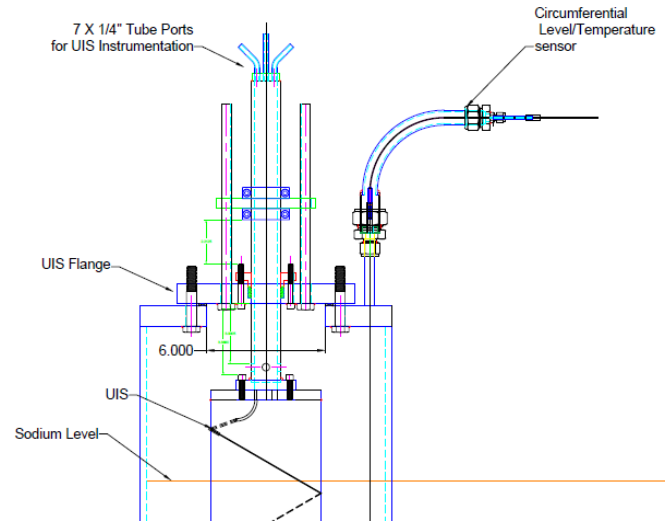 7 X 1/4" Tube Ports
for UIS Instrumentation
Circumferential
Level/Temperature
sensor
UIS Flange
6.000
UIS
Sodium Level